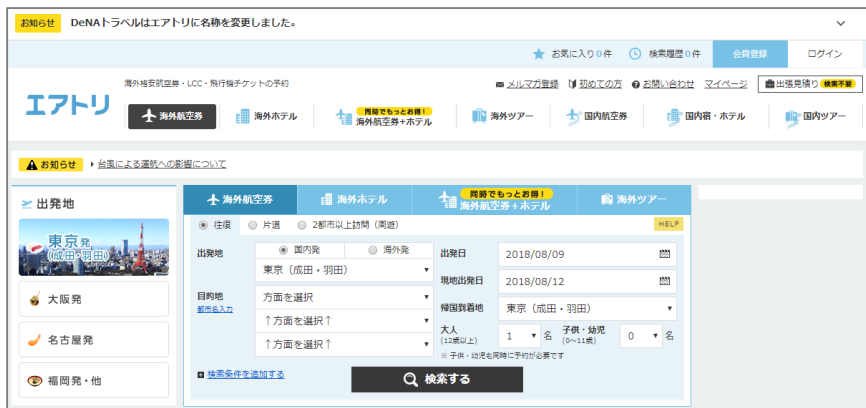 お知らせ DeNAトラベルはエアトリに名称を変更しました。
お気に入り0件 検索履歴0件 会員登録 ログイン
海外格安航空券・LCC・飛行機チケットの予約
メルマガ登録 初めての方 お問い合わせ マイページ 出張見積り 検索不要
エアトリ
海外航空券 海外ホテル 同時でもっとお得! 海外航空券+ホテル 海外ツアー 国内航空券 国内宿・ホテル 国内ツアー
お知らせ 台風による運航への影響について
出発地
東京発
(成田・羽田)
大阪発
名古屋発
福岡発・他
海外航空券 海外ホテル 同時でもっとお得! 海外航空券+ホテル 海外ツアー
往復 片道 2都市以上訪問(周遊) HELP
出発地 国内発 海外発
東京(成田・羽田)
目的地 方面を選択
都市名入力
↑方面を選択↑
↑方面を選択↑
出発日 2018/08/09
現地出発日 2018/08/12
帰国到着地 東京(成田・羽田)
大人 (12歳以上) 1 名 子供・幼児 (0~11歳) 0 名
※ 子供・幼児も同時に予約が必要です
検索条件を追加する
検索する